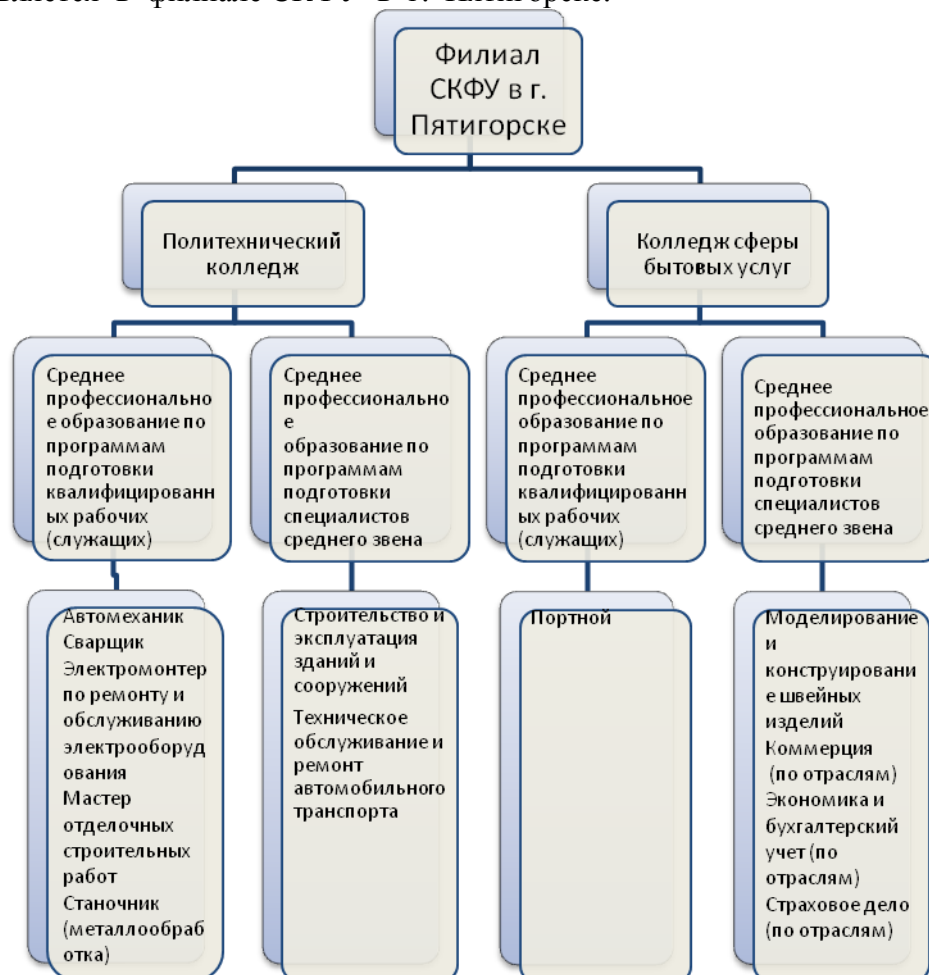 филиале СКФУ в г. Пятигорске.
Филиал
СКФУ в г.
Пятигорске
Политехнический
колледж
Колледж сферы
бытовых услуг
Среднее
профессионально
е образование по
программам
подготовки
квалифицированн
ых рабочих
(служащих)
Среднее
профессионально
е
образование по
программам
подготовки
специалистов
среднего звена
Среднее
профессиональное
образование по
программам
подготовки
квалифицированн
ых рабочих
(служащих)
Среднее
профессиональное
образование по
программам
подготовки
специалистов
среднего звена
Автомеханик
Сварщик
Электромонтер
по ремонту и
обслуживанию
электрооборуд
ования
Мастер
отделочных
строительных
работ
Станочник
(металлообраб
отка)
Строительство и
эксплуатация
зданий и
сооружений
Техническое
обслуживание и
ремонт
автомобильного
транспорта
Портной
Моделирование
и
конструировани
е швейных
изделий
Коммерция
(по отраслям)
Экономика и
бухгалтерский
учет (по
отраслям)
Страховое дело
(по отраслям)